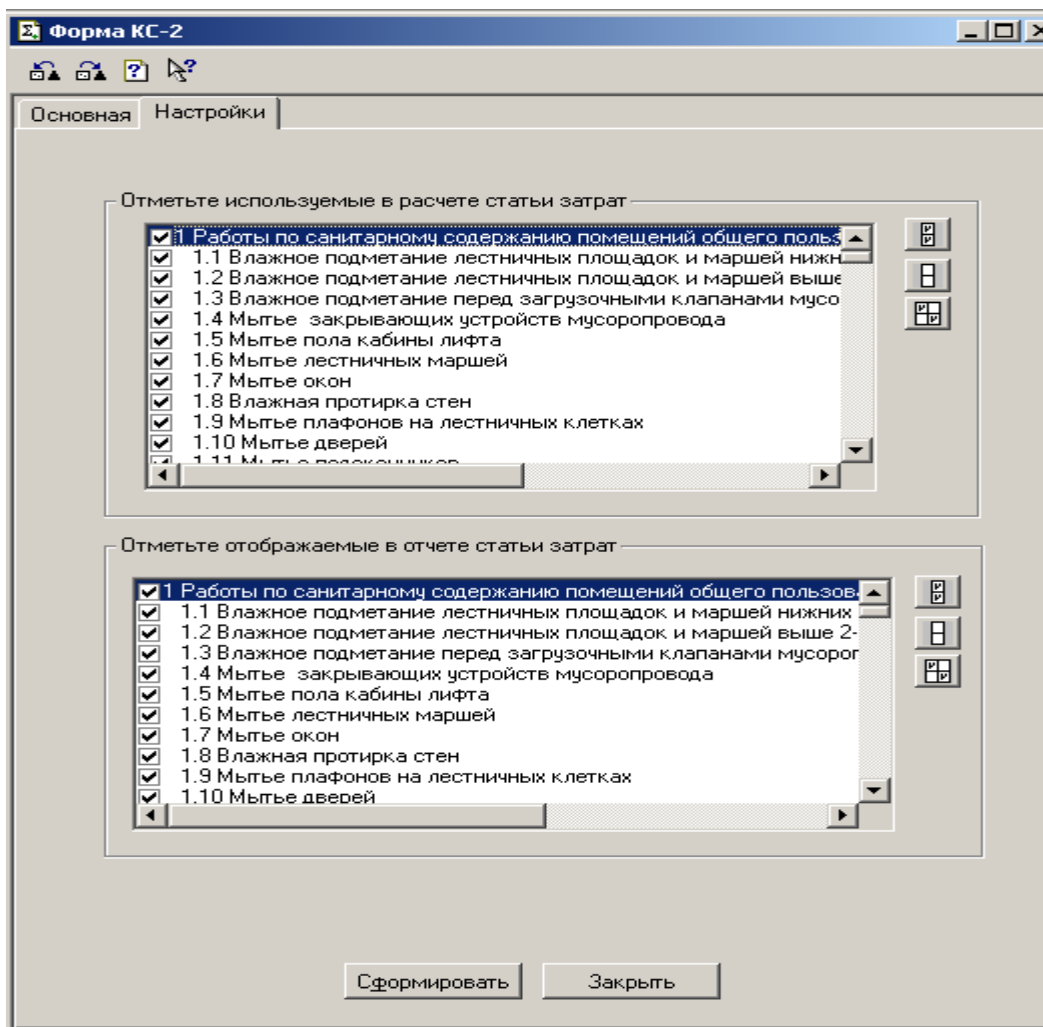 Форма КС-2
Основная Настройки
Отметьте используемые в расчете статьи затрат
1 Работы по санитарному содержанию помещений общего польз
1.1 Влажное подметание лестничных площадок и маршей нижн
1.2 Влажное подметание лестничных площадок и маршей выше
1.3 Влажное подметание перед загрузочными клапанами мусо
1.4 Мытье закрывающих устройств мусоропровода
1.5 Мытье пола кабины лифта
1.6 Мытье лестничных маршей
1.7 Мытье окон
1.8 Влажная протирка стен
1.9 Мытье плафонов на лестничных клетках
1.10 Мытье дверей
1.11 Мытье подоконников
Отметьте отображаемые в отчете статьи затрат
1 Работы по санитарному содержанию помещений общего пользов
1.1 Влажное подметание лестничных площадок и маршей нижних
1.2 Влажное подметание лестничных площадок и маршей выше 2-
1.3 Влажное подметание перед загрузочными клапанами мусороп
1.4 Мытье закрывающих устройств мусоропровода
1.5 Мытье пола кабины лифта
1.6 Мытье лестничных маршей
1.7 Мытье окон
1.8 Влажная протирка стен
1.9 Мытье плафонов на лестничных клетках
1.10 Мытье дверей
Сформировать Закрыть